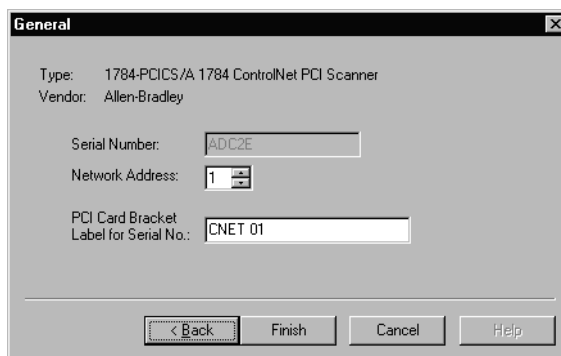 General
Type: 1784-PCICS/A 1784 ControlNet PCI Scanner
Vendor: Allen-Bradley
Serial Number: ADC2E
Network Address: 1
PCI Card Bracket
Label for Serial No.: CNET 01
< Back Finish Cancel Help